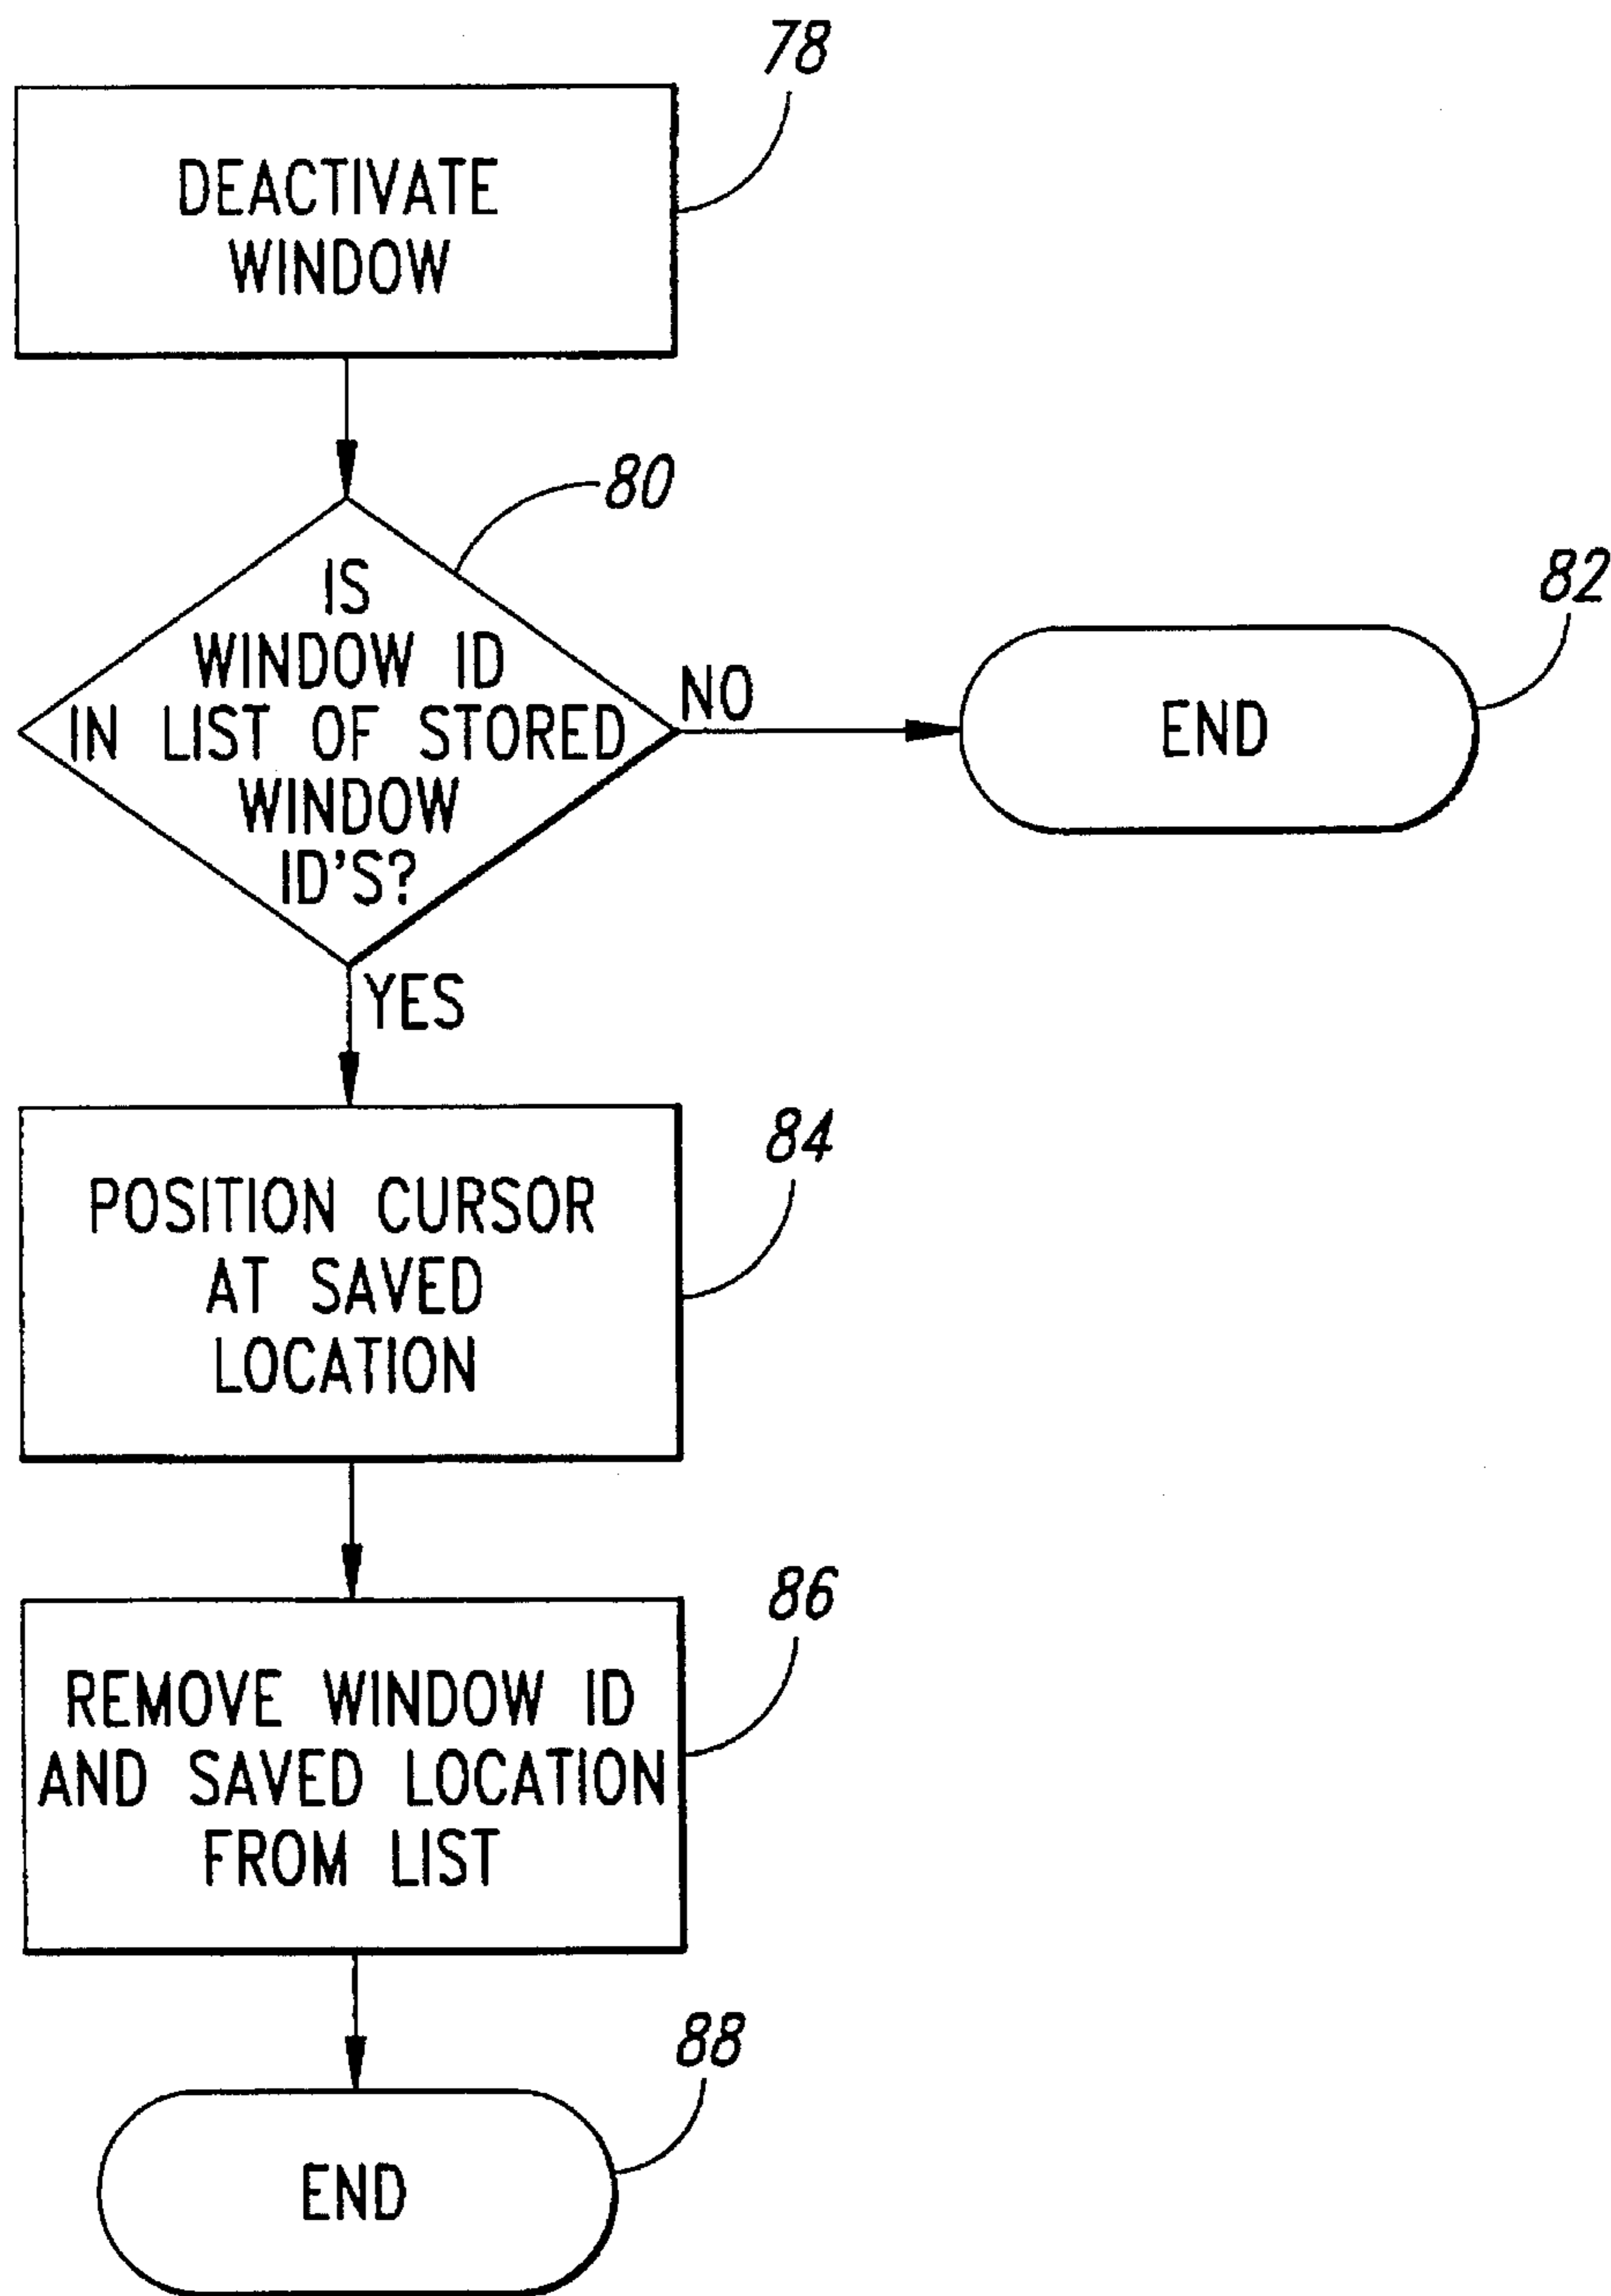 78
DEACTIVATE
WINDOW
80
IS
WINDOW ID
IN LIST OF STORED
WINDOW
ID'S?
NO
82
END
YES
84
POSITION CURSOR
AT SAVED
LOCATION
86
REMOVE WINDOW ID
AND SAVED LOCATION
FROM LIST
88
END